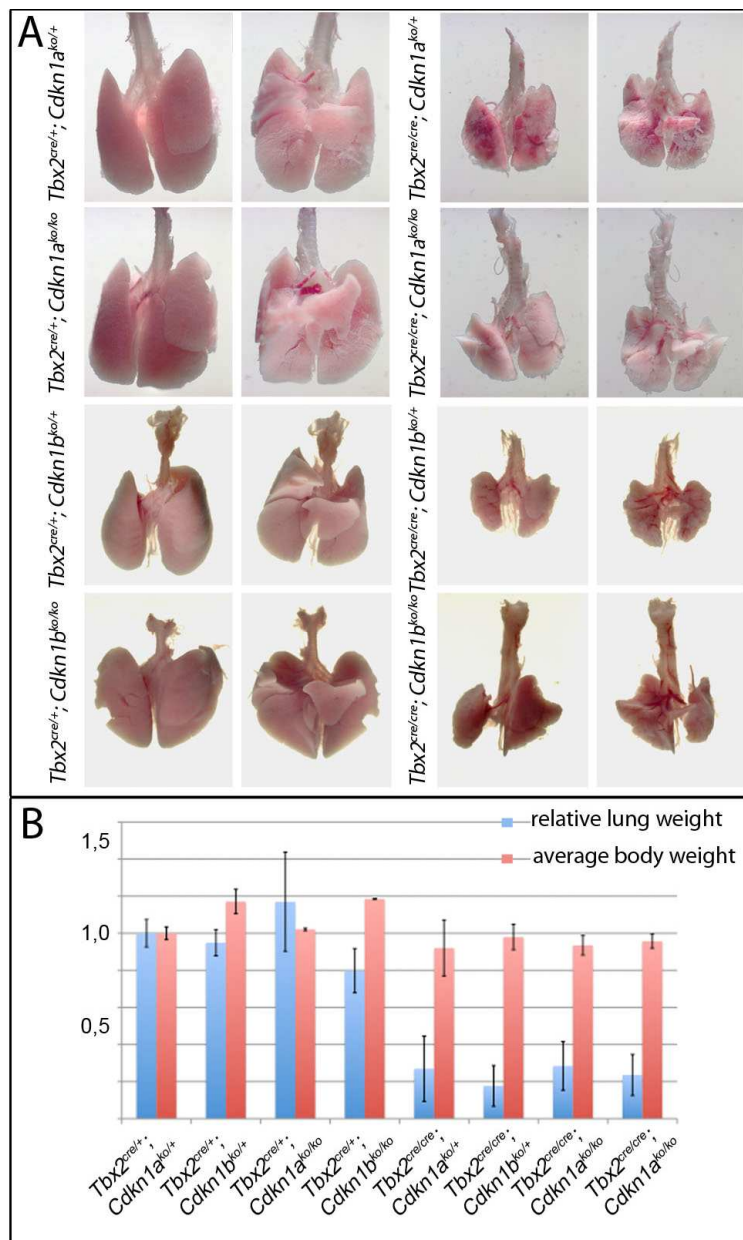 A
Tbx2cre/+; Cdkn1ako/+
Tbx2cre/cre; Cdkn1ako/+
Tbx2cre/+; Cdkn1ako/ko
Tbx2cre/cre; Cdkn1ako/ko
Tbx2cre/+; Cdkn1bko/+
Tbx2cre/cre; Cdkn1bko/+
Tbx2cre/+; Cdkn1bko/ko
Tbx2cre/cre; Cdkn1bko/ko
B
relative lung weight
average body weight
1,5
1,0
0,5
Tbx2cre/+;
Cdkn1ako/+
Tbx2cre/+;
Cdkn1bko/+
Tbx2cre/+;
Cdkn1ako/ko
Tbx2cre/+;
Cdkn1bko/ko
Tbx2cre/cre;
Cdkn1ako/+
Tbx2cre/cre;
Cdkn1bko/+
Tbx2cre/cre;
Cdkn1ako/ko
Tbx2cre/cre;
Cdkn1ako/ko